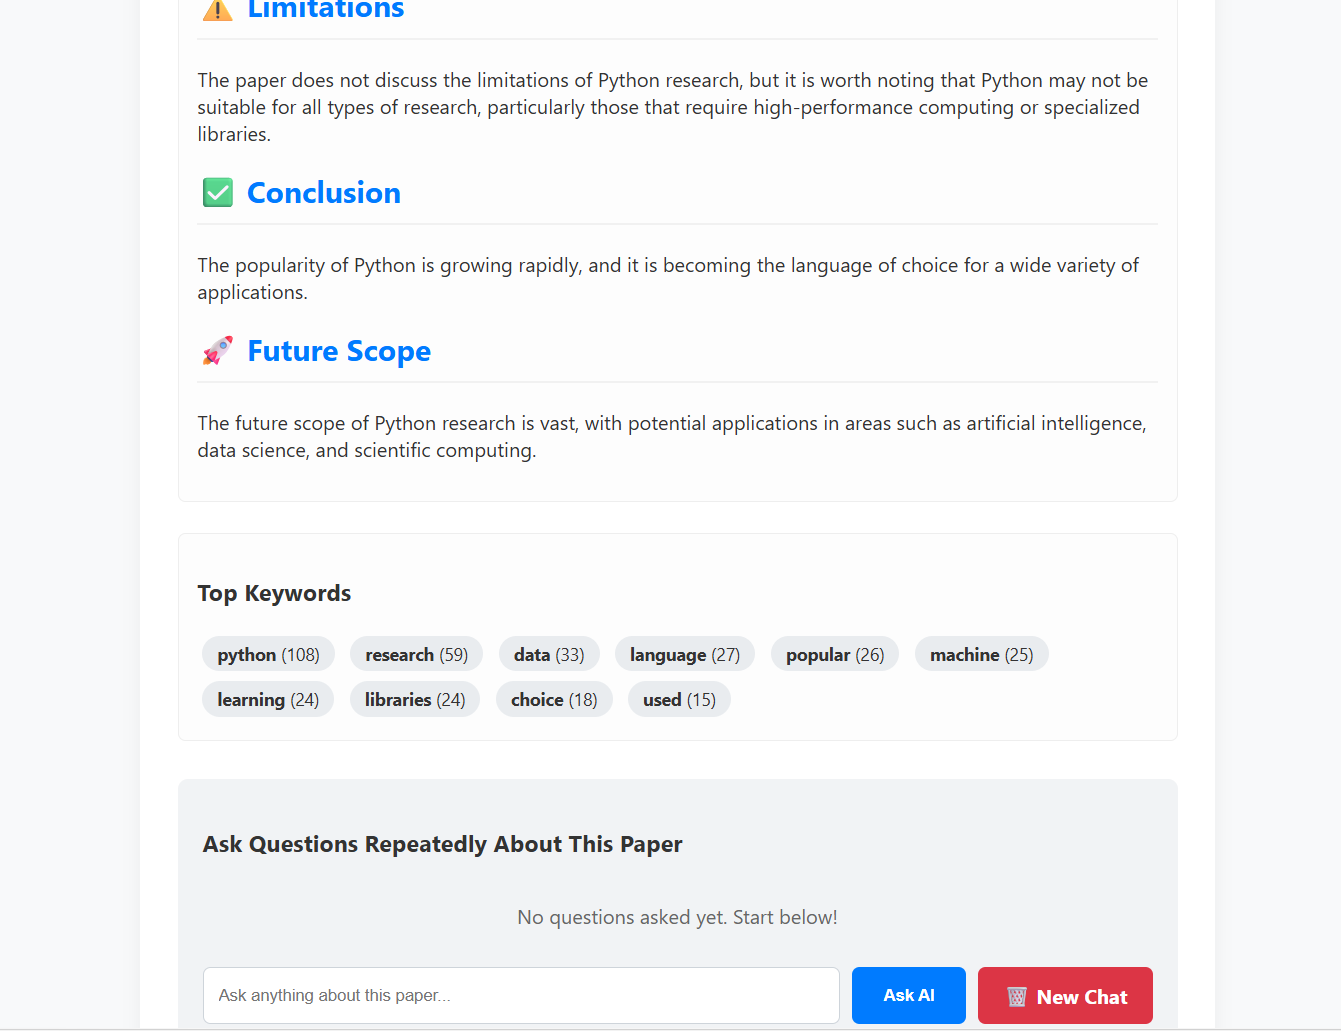 Limitations
The paper does not discuss the limitations of Python research, but it is worth noting that Python may not be
suitable for all types of research, particularly those that require high-performance computing or specialized
libraries.
Conclusion
The popularity of Python is growing rapidly, and it is becoming the language of choice for a wide variety of
applications.
Future Scope
The future scope of Python research is vast, with potential applications in areas such as artificial intelligence,
data science, and scientific computing.
Top Keywords
python (108) research (59) data (33) language (27) popular (26) machine (25)
learning (24) libraries (24) choice (18) used (15)
Ask Questions Repeatedly About This Paper
No questions asked yet. Start below!
Ask anything about this paper... Ask AI New Chat